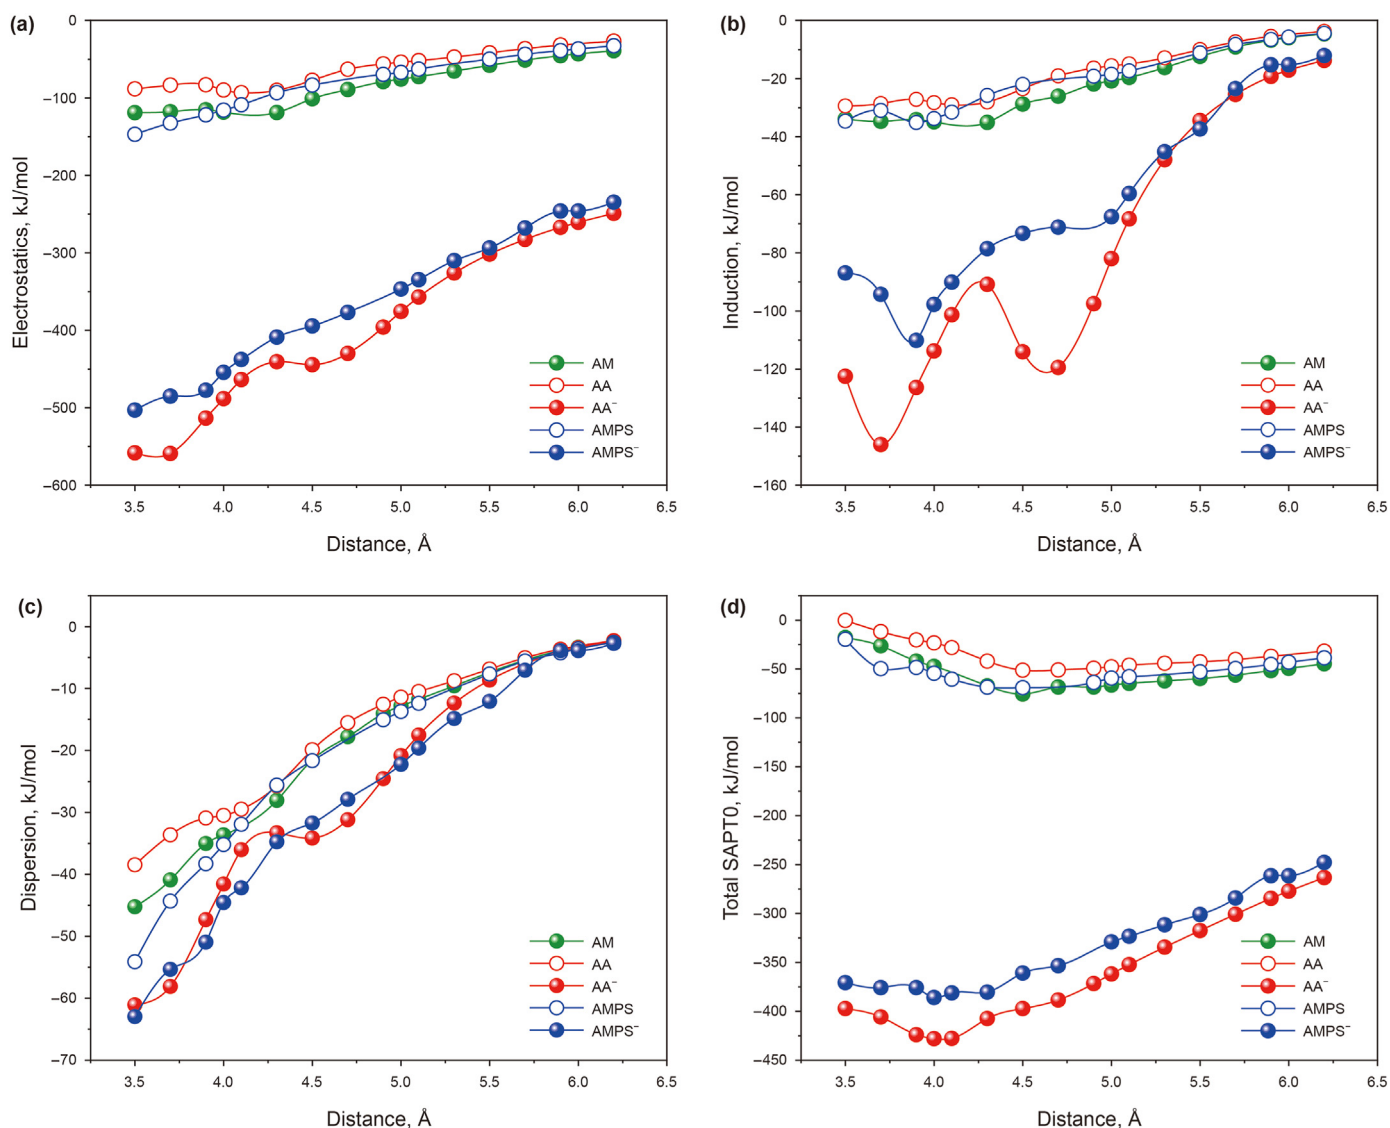 (a)
0
−100
−200
−300
−400
−500
−600
Electrostatics, kJ/mol
AM
AA
AA−
AMPS
AMPS−
3.5 4.0 4.5 5.0 5.5 6.0 6.5
Distance, Å
(b)
0
−20
−40
−60
−80
−100
−120
−140
−160
Induction, kJ/mol
AM
AA
AA−
AMPS
AMPS−
3.5 4.0 4.5 5.0 5.5 6.0 6.5
Distance, Å
(c)
0
−10
−20
−30
−40
−50
−60
−70
Dispersion, kJ/mol
AM
AA
AA−
AMPS
AMPS−
3.5 4.0 4.5 5.0 5.5 6.0 6.5
Distance, Å
(d)
0
−50
−100
−150
−200
−250
−300
−350
−400
−450
Total SAPT0, kJ/mol
AM
AA
AA−
AMPS
AMPS−
3.5 4.0 4.5 5.0 5.5 6.0 6.5
Distance, Å